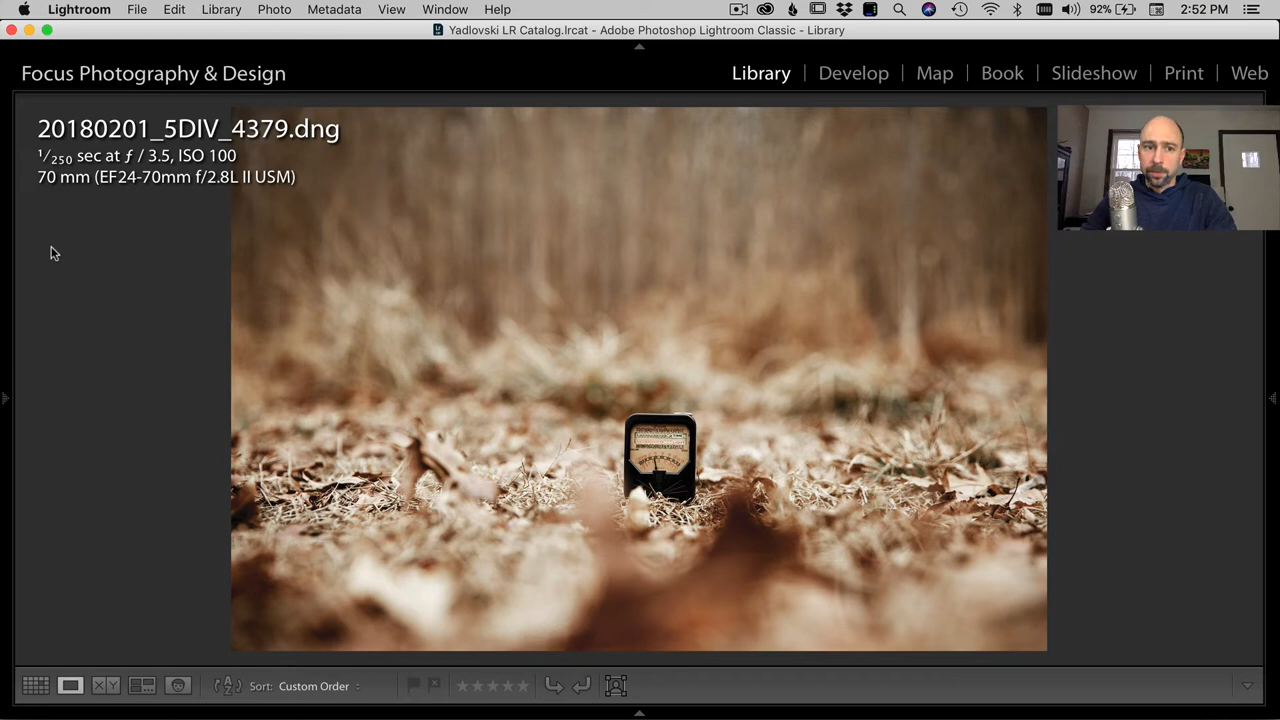 Lightroom File Edit Library Photo Metadata View Window Help 92% 2:52 PM
Yadlovski LR Catalog.lrcat - Adobe Photoshop Lightroom Classic - Library
Focus Photography & Design Library | Develop | Map | Book | Slideshow | Print | Web
20180201_5DIV_4379.dng
1/250 sec at ƒ / 3.5, ISO 100
70 mm (EF24-70mm f/2.8L II USM)
X Y A Z Sort: Custom Order